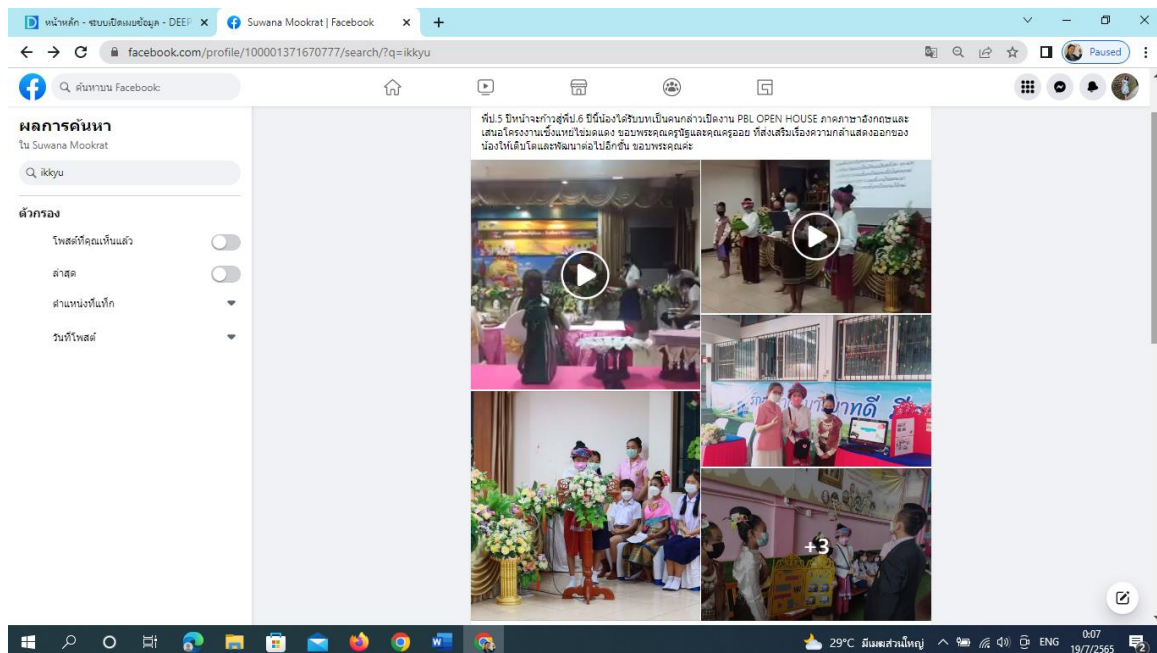 หน้าหลัก - ระบบเปิดเผยข้อมูล - DEEP
Suwana Mookrat | Facebook
facebook.com/profile/100001371670777/search/?q=ikkyu
Paused
ค้นหาบน Facebook
ผลการค้นหา
ใน Suwana Mookrat
ikkyu
ตัวกรอง
โพสต์ที่คุณเห็นแล้ว
ล่าสุด
ตำแหน่งที่แท็ก
วันที่โพสต์
พี่ป.5 ปีหน้าจะก้าวสู่พี่ป.6 ปีนี้น้องได้รับบทเป็นคนกล่าวเปิดงาน PBL OPEN HOUSE ภาคภาษาอังกฤษและ
เสนอโครงงานเซิ้งแหย่ไข่มดแดง ขอบพระคุณครูนัฐและคุณครูออย ที่ส่งเสริมเรื่องความกล้าแสดงออกของ
น้องให้เติบโตและพัฒนาต่อไปอีกขั้น ขอบพระคุณค่ะ
+3
29°C มีเมฆส่วนใหญ่
ENG
0:07
19/7/2565
2